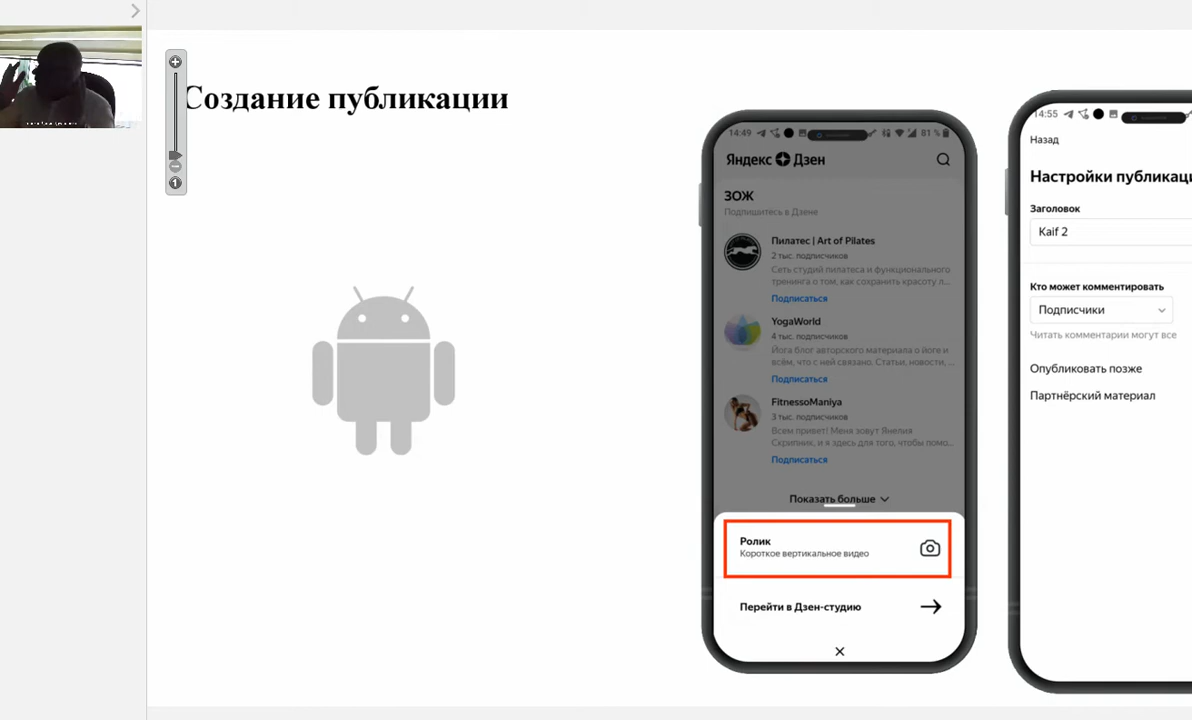 Создание публикации
14:49
81 %
Яндекс Дзен
ЗОЖ
Подпишитесь в Дзене
Пилатес | Art of Pilates
2 тыс. подписчиков
Сеть студий пилатеса и функционального
тренинга о том, как сохранить красоту л...
Подписаться
YogaWorld
4 тыс. подписчиков
Йога блог авторского материала о йоге и
всём, что с ней связано. Статьи, новости, ...
Подписаться
FitnessoManiya
3 тыс. подписчиков
Всем привет! Меня зовут Янелия
Скрипник, и я здесь для того, чтобы помо...
Подписаться
Показать больше
Ролик
Короткое вертикальное видео
Перейти в Дзен-студию
14:55
Назад
Настройки публикаци
Заголовок
Kaif 2
Кто может комментировать
Подписчики
Читать комментарии могут все
Опубликовать позже
Партнёрский материал